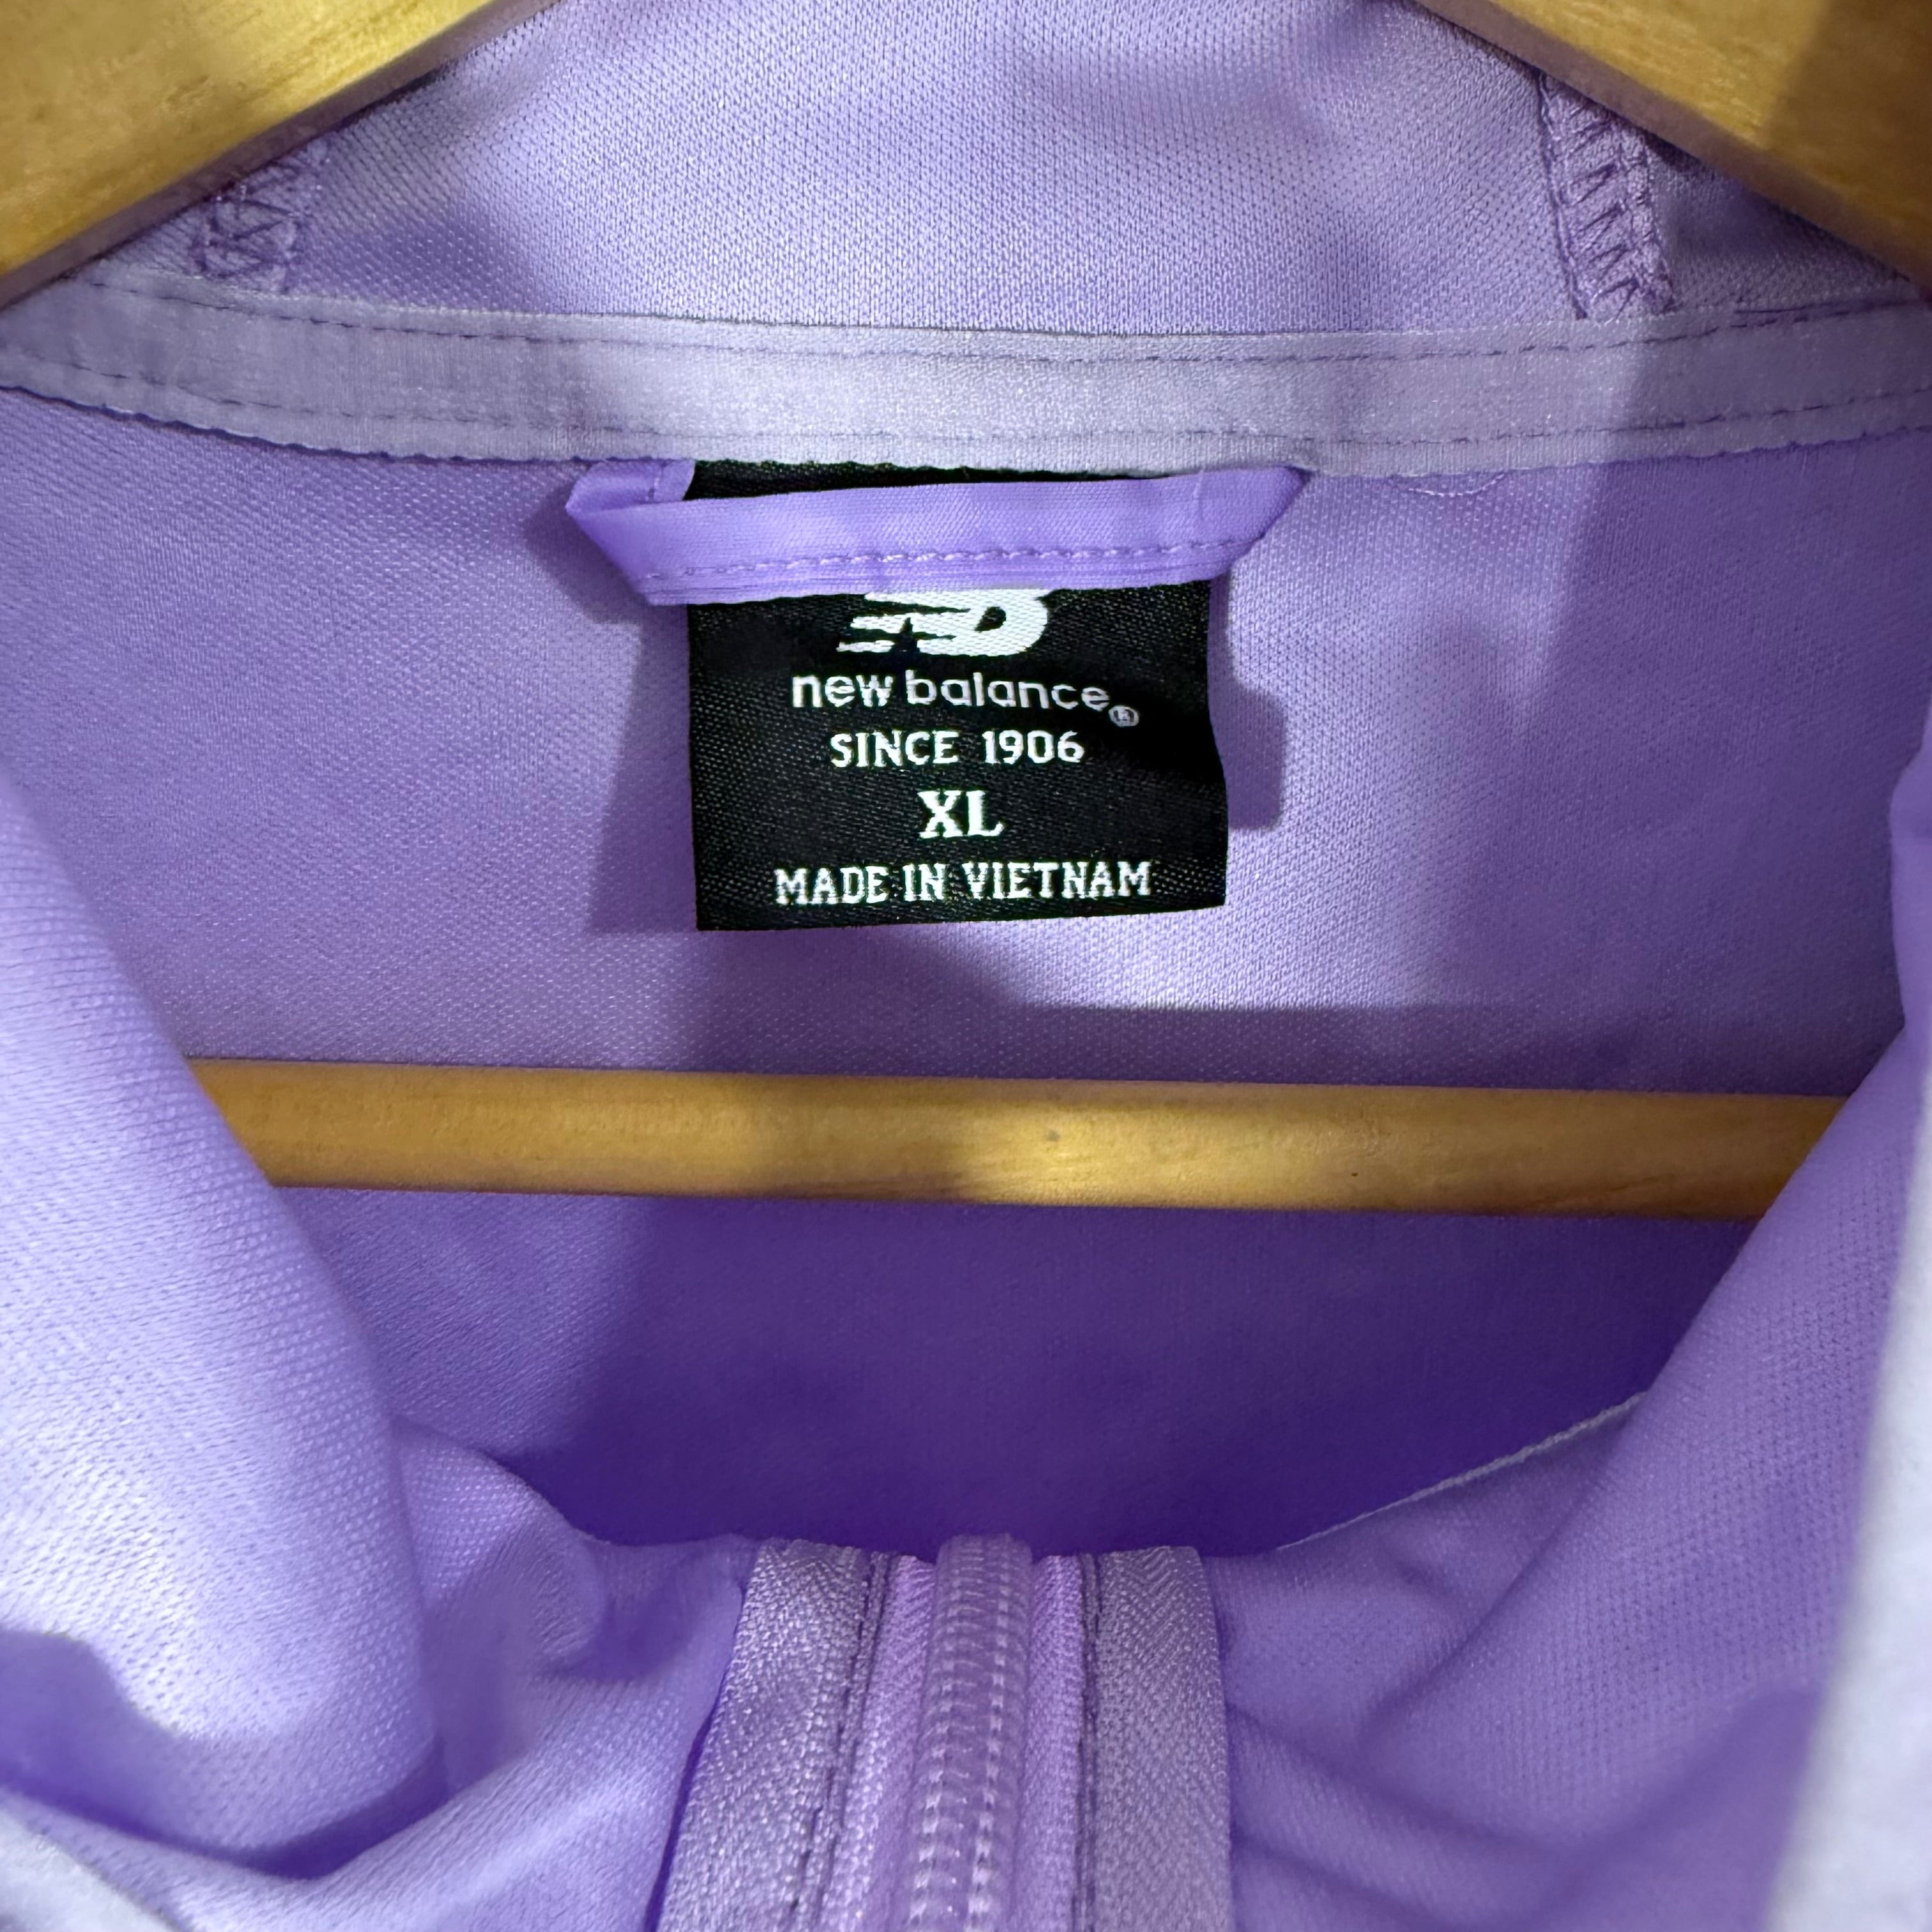 new balance®
SINCE 1906
XL
MADE IN VIETNAM